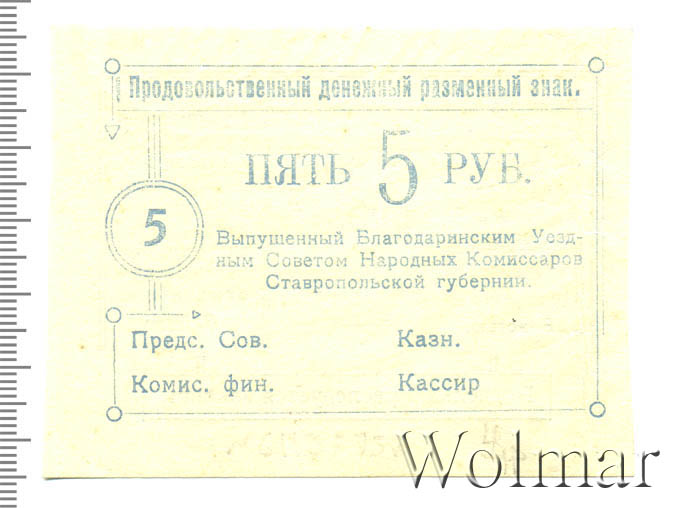 Продовольственный денежный разменный знак.
ПЯТЬ 5 РУБ.
5
Выпушенный Благодаринским Уезд-
ным Советом Народных Комиссаров
Ставропольской губернии.
Предс. Сов. Казн.
Комис. фин. Кассир
Wolmar